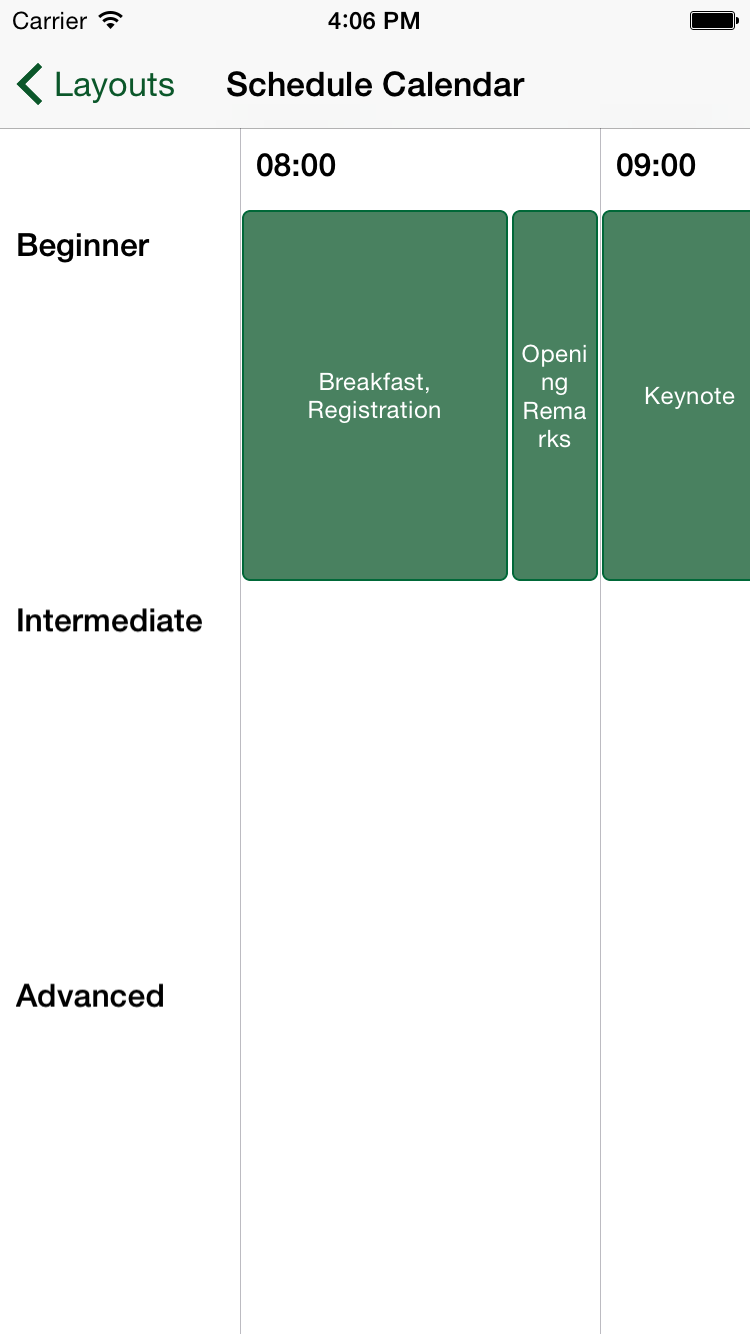 Carrier 4:06 PM
Layouts Schedule Calendar
08:00 09:00
Beginner
Breakfast,
Registration
Openi
ng
Rema
rks
Keynote
Intermediate
Advanced